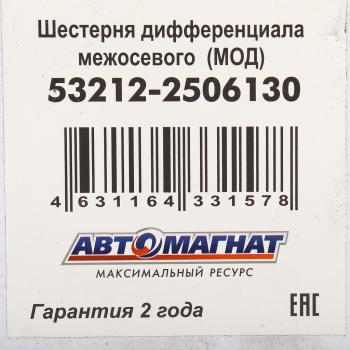 Шестерня дифференциала
межосевого (МОД)
53212-2506130
4 631164 331578
АВТОМАГНАТ
МАКСИМАЛЬНЫЙ РЕСУРС
Гарантия 2 года
EAC